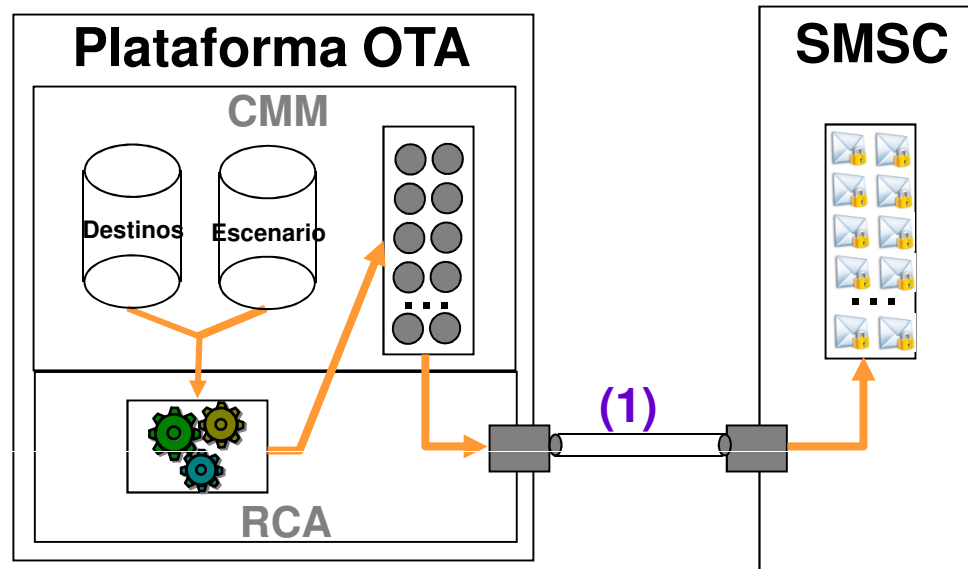 Plataforma OTA
SMSC
CMM
Destinos
Escenario
(1)
RCA